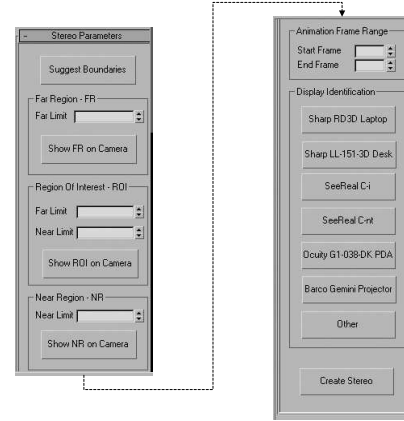 - Stereo Parameters
Suggest Boundaries
Far Region - FR
Far Limit
Show FR on Camera
Region Of Interest - ROI
Far Limit
Near Limit
Show ROI on Camera
Near Region - NR
Near Limit
Show NR on Camera
Animation Frame Range
Start Frame
End Frame
Display Identification
Sharp RD3D Laptop
Sharp LL-151-3D Desk
SeeReal C-i
SeeReal C-nt
Ocuity G1-038-DK PDA
Barco Gemini Projector
Other
Create Stereo